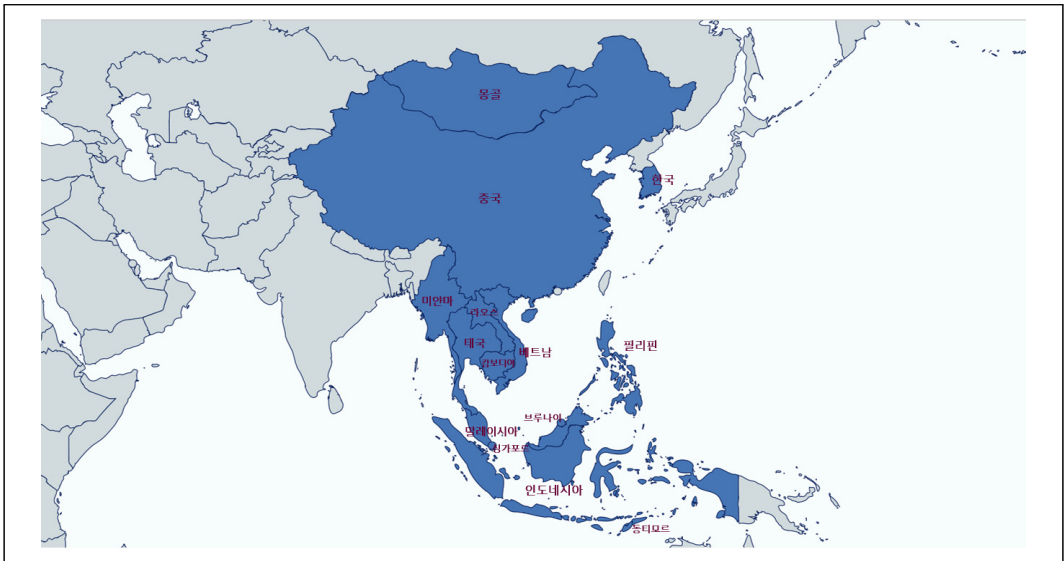 몽골
한국
중국
미얀마
라오스
태국
베트남
필리핀
캄보디아
브루나이
말레이시아
싱가포르
인도네시아
동티모르